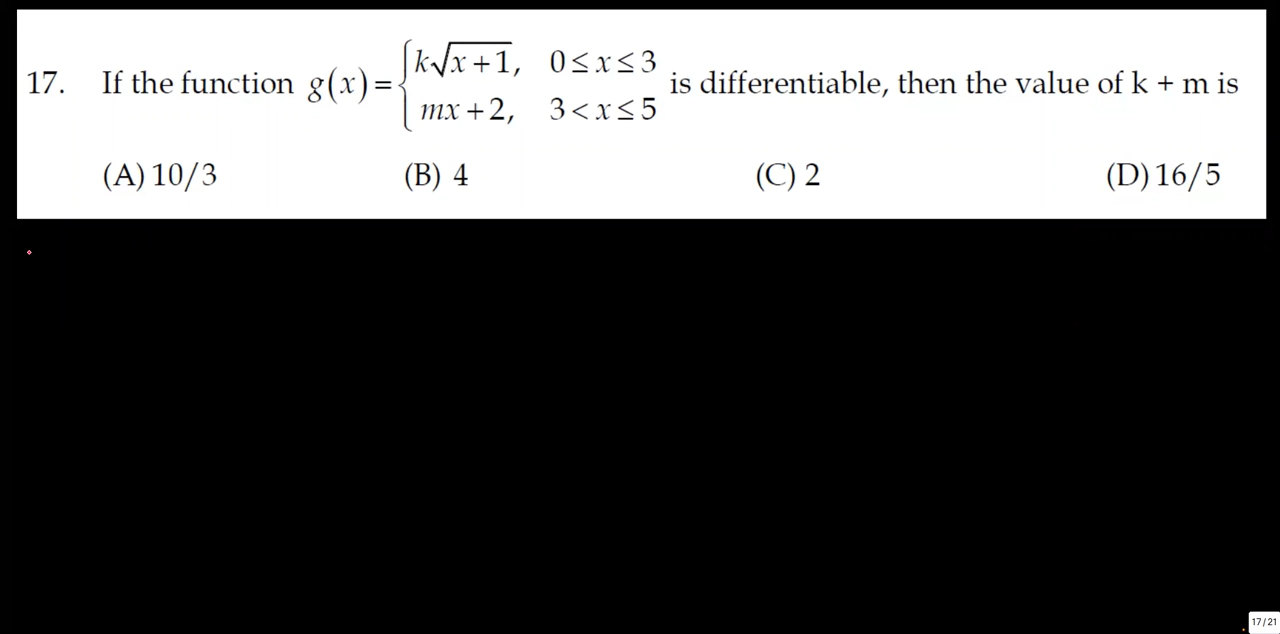 17. If the function g(x) = { k√(x+1), 0 ≤ x ≤ 3
mx + 2, 3 < x ≤ 5 is differentiable, then the value of k + m is
(A) 10/3 (B) 4 (C) 2 (D) 16/5
17/21